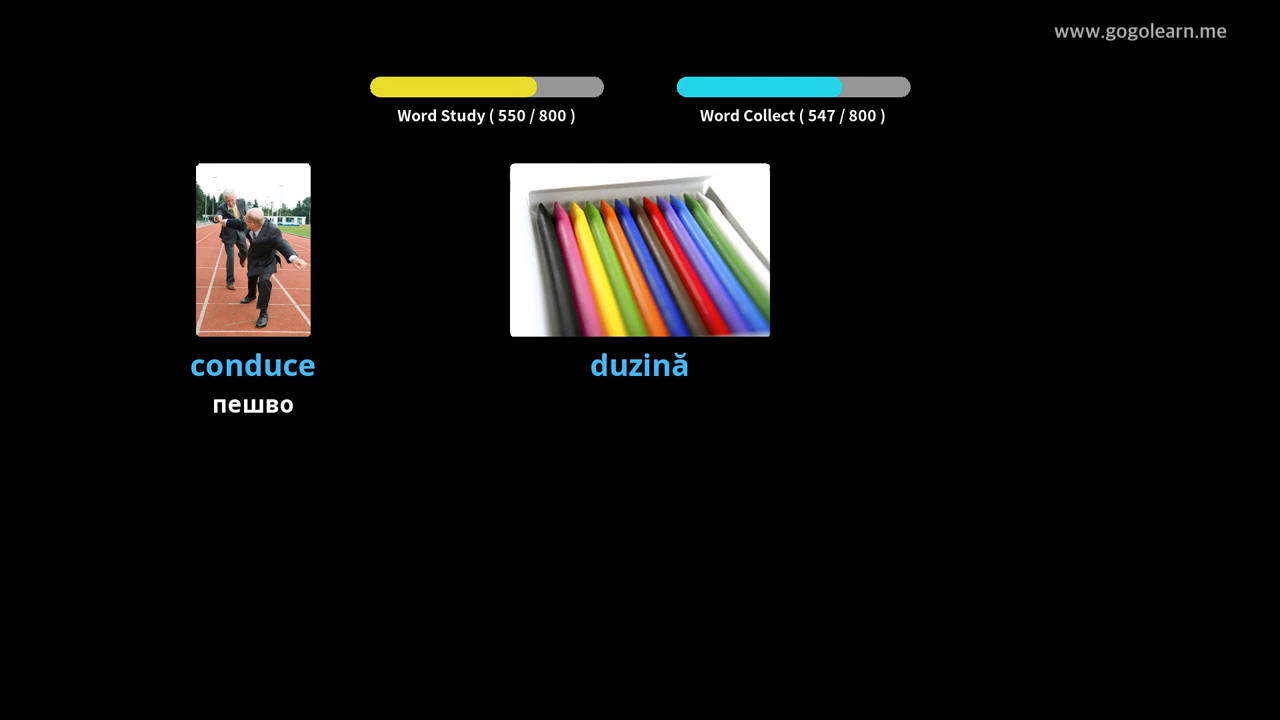 www.gogolearn.me
Word Study ( 550 / 800 )
Word Collect ( 547 / 800 )
conduce
duzină
пешво